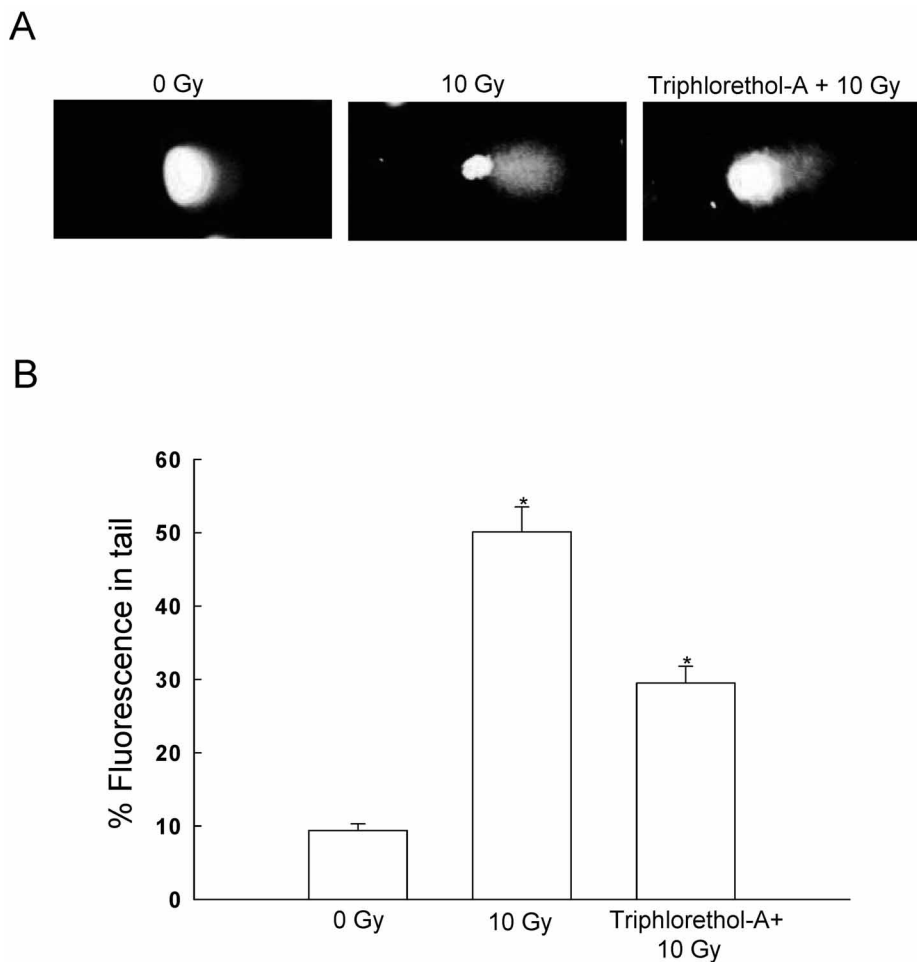 A
0 Gy
10 Gy
Triphlorethol-A + 10 Gy
B
% Fluorescence in tail
60
50
40
30
20
10
0
*
*
0 Gy
10 Gy
Triphlorethol-A+
10 Gy